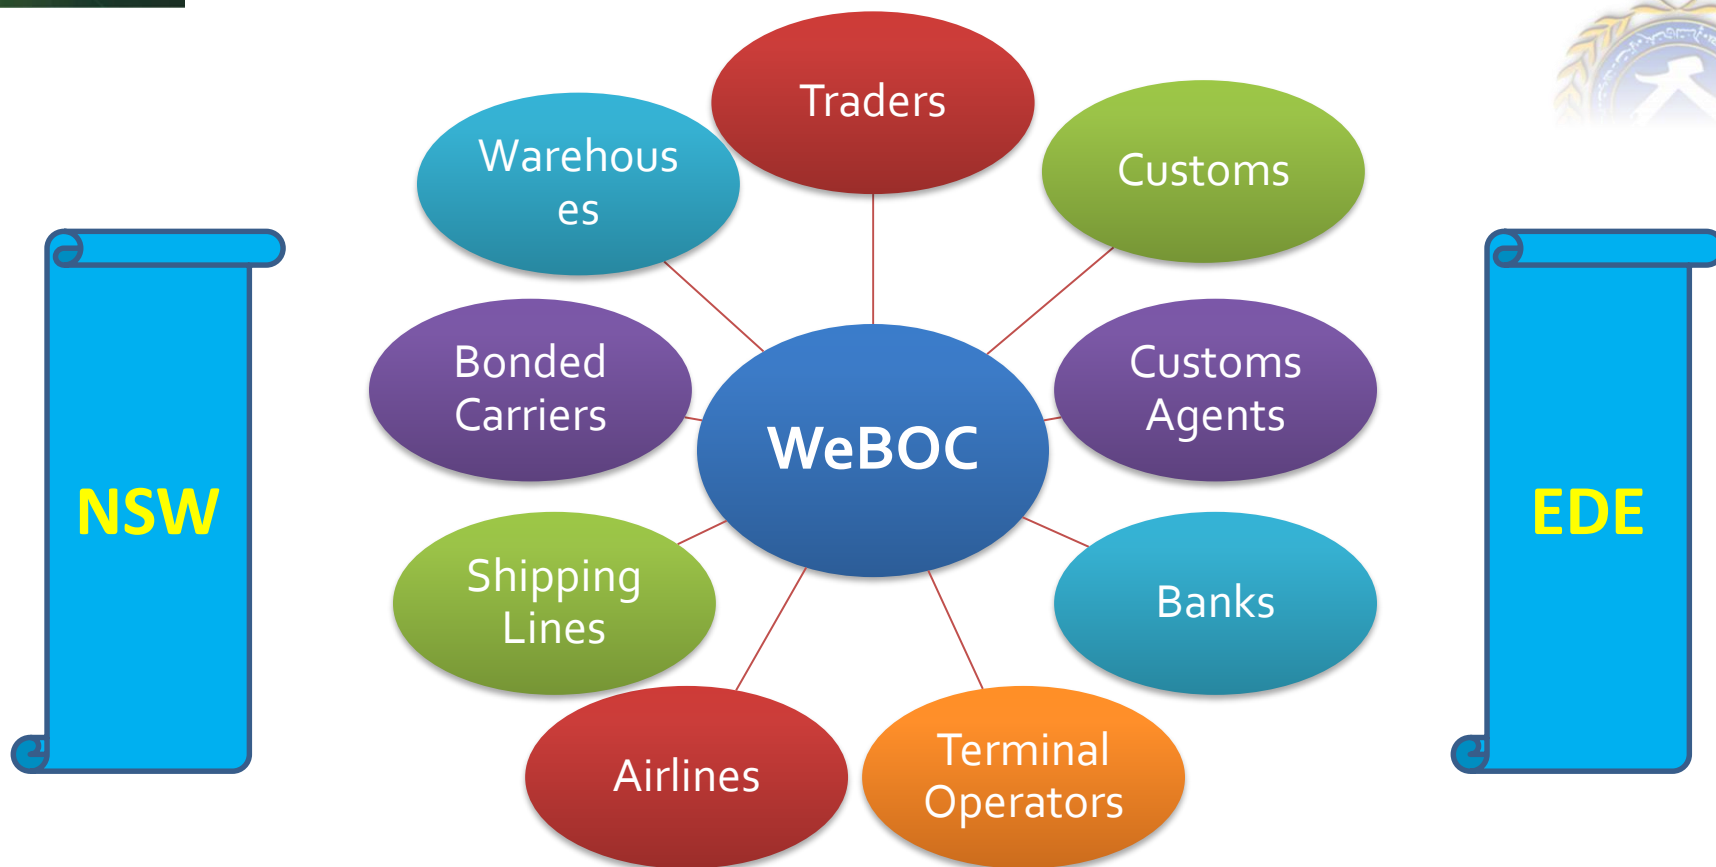 Traders
Customs
Warehous
es
Bonded
Carriers
Customs
Agents
WeBOC
NSW
EDE
Shipping
Lines
Banks
Airlines
Terminal
Operators